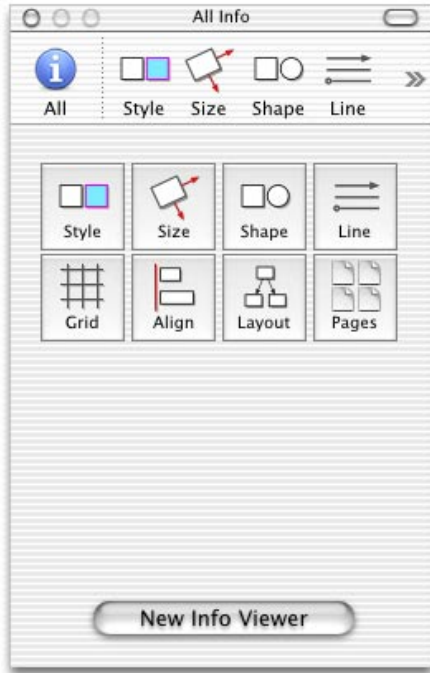 All Info
All Style Size Shape Line
Style Size Shape Line
Grid Align Layout Pages
New Info Viewer